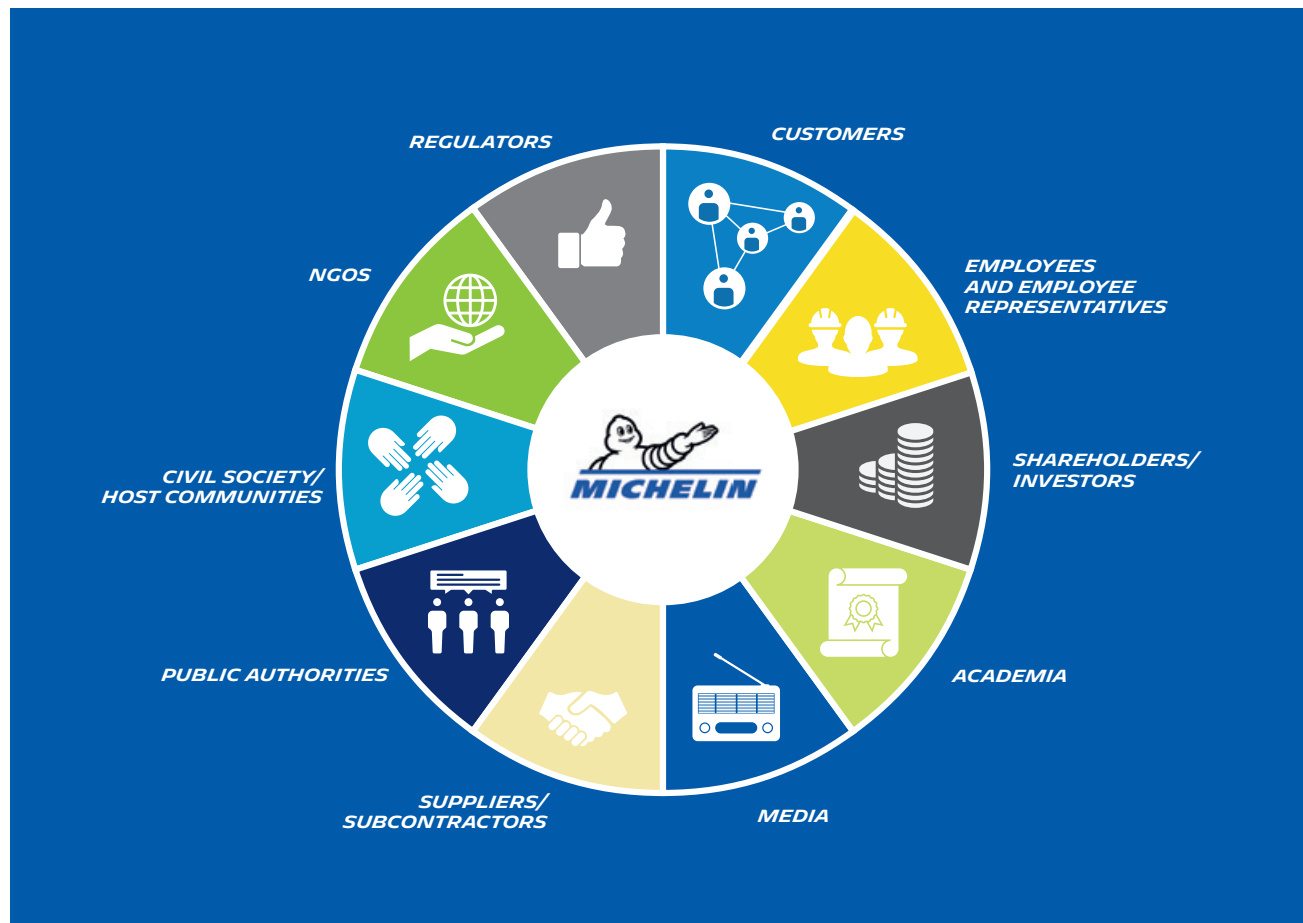 REGULATORS
CUSTOMERS
NGOS
EMPLOYEES
AND EMPLOYEE
REPRESENTATIVES
CIVIL SOCIETY/
HOST COMMUNITIES
MICHELIN
SHAREHOLDERS/
INVESTORS
PUBLIC AUTHORITIES
ACADEMIA
SUPPLIERS/
SUBCONTRACTORS
MEDIA